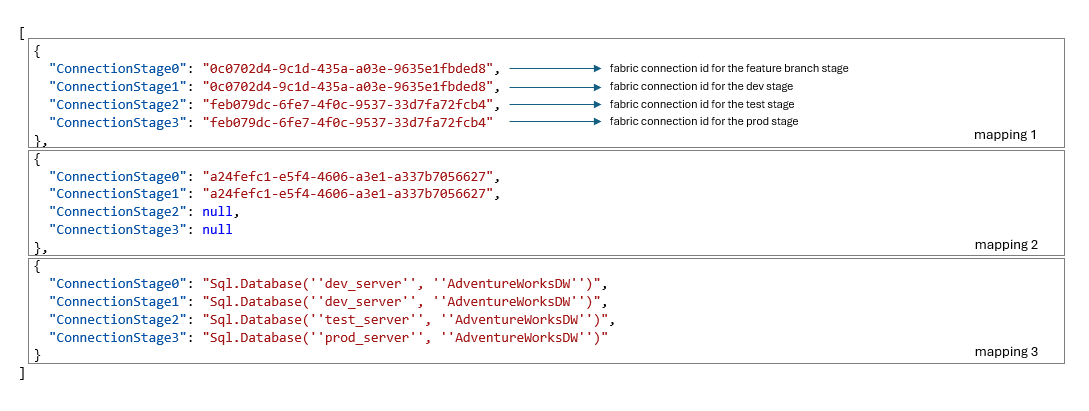 [
{
"ConnectionStage0": "0c0702d4-9c1d-435a-a03e-9635e1fbded8", fabric connection id for the feature branch stage
"ConnectionStage1": "0c0702d4-9c1d-435a-a03e-9635e1fbded8", fabric connection id for the dev stage
"ConnectionStage2": "feb079dc-6fe7-4f0c-9537-33d7fa72fcb4", fabric connection id for the test stage
"ConnectionStage3": "feb079dc-6fe7-4f0c-9537-33d7fa72fcb4" fabric connection id for the prod stage
mapping 1
},
{
"ConnectionStage0": "a24fefc1-e5f4-4606-a3e1-a337b7056627",
"ConnectionStage1": "a24fefc1-e5f4-4606-a3e1-a337b7056627",
"ConnectionStage2": null,
"ConnectionStage3": null
mapping 2
},
{
"ConnectionStage0": "Sql.Database(''dev_server'', ''AdventureWorksDW'')",
"ConnectionStage1": "Sql.Database(''dev_server'', ''AdventureWorksDW'')",
"ConnectionStage2": "Sql.Database(''test_server'', ''AdventureWorksDW'')",
"ConnectionStage3": "Sql.Database(''prod_server'', ''AdventureWorksDW'')"
} mapping 3
]